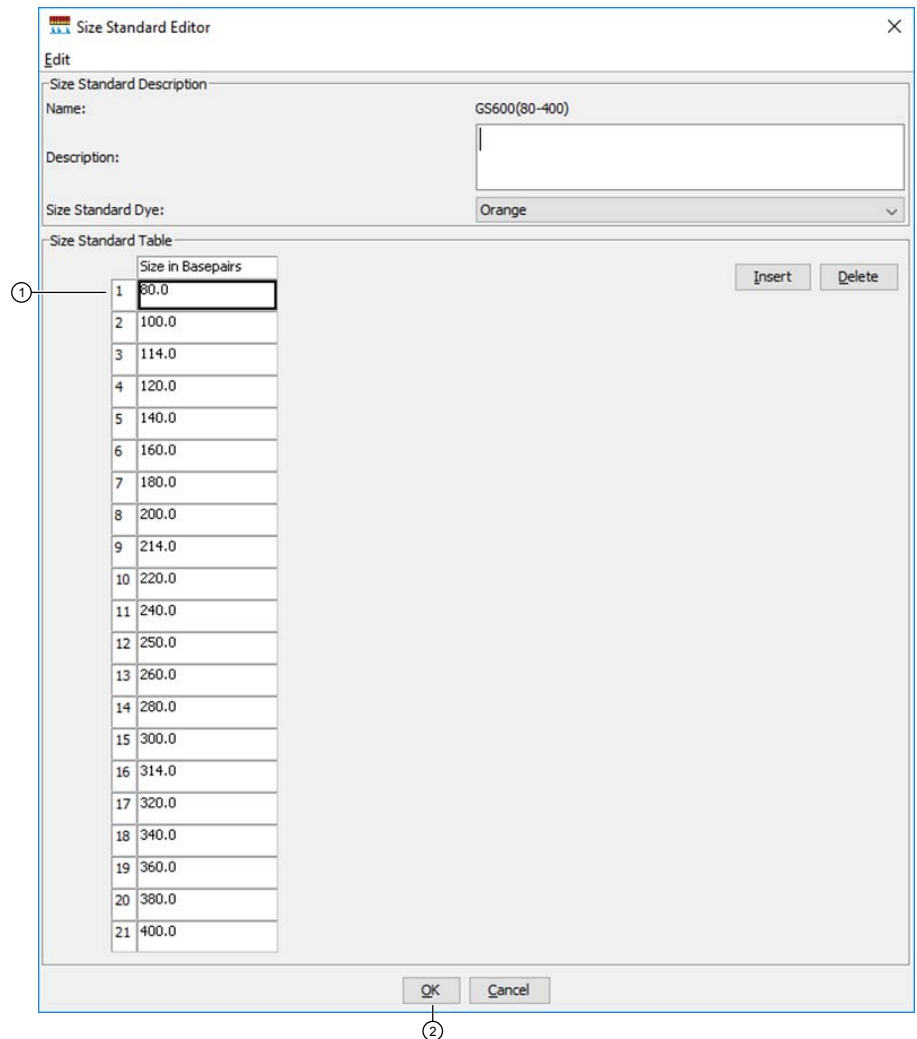 Size Standard Editor
Edit
Size Standard Description
Name: GS600(80-400)
Description:
Size Standard Dye: Orange
Size Standard Table
Size in Basepairs
Insert Delete
1 1 80.0
2 100.0
3 114.0
4 120.0
5 140.0
6 160.0
7 180.0
8 200.0
9 214.0
10 220.0
11 240.0
12 250.0
13 260.0
14 280.0
15 300.0
16 314.0
17 320.0
18 340.0
19 360.0
20 380.0
21 400.0
OK Cancel
2